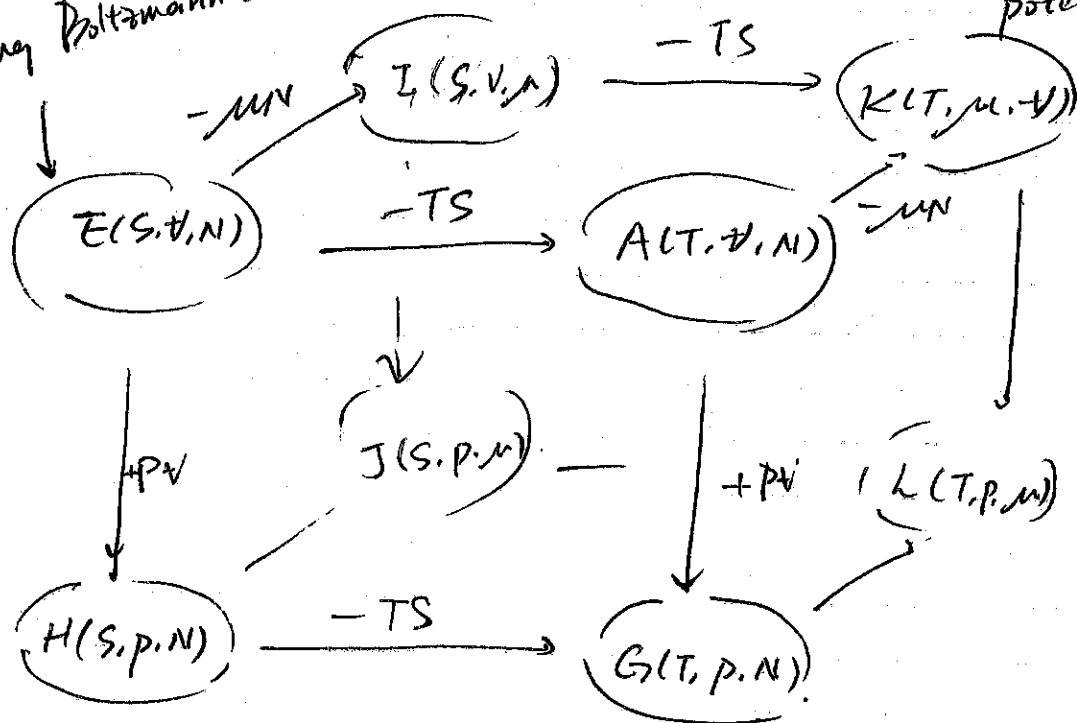 Boltzmann
pote
- TS
I(S.V.μ)
K(T.μ.V)
-μN
E(S.V.N)
-TS
A(T.V.N)
-μN
+PV
J(S.P.μ)
+PV
L(T.P.μ)
H(S.P.N)
- TS
G(T.P.N)